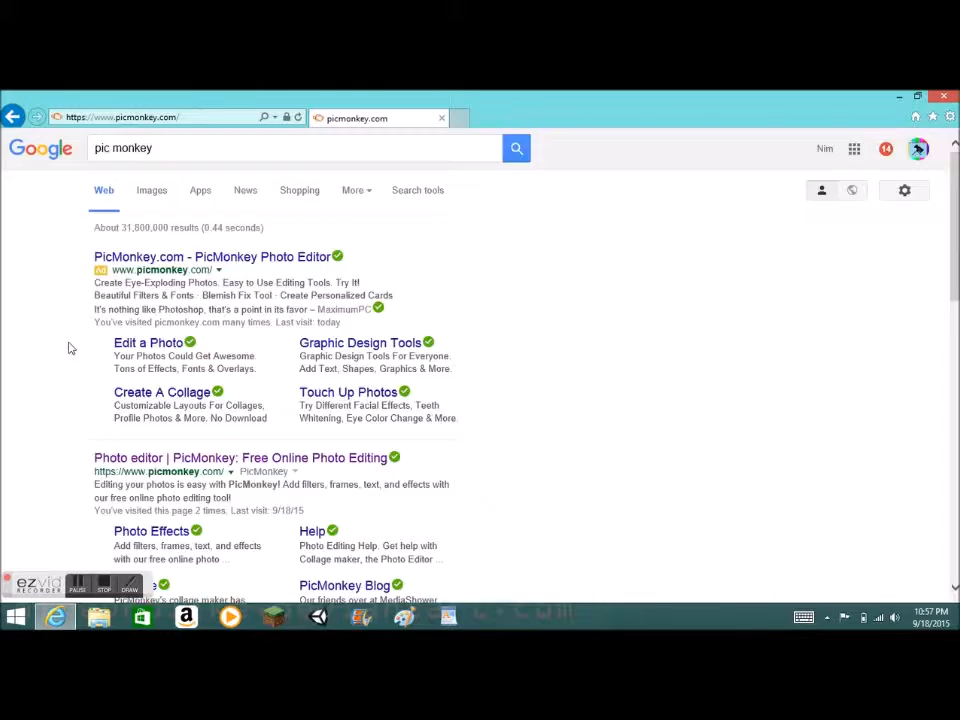 https://www.picmonkey.com/
picmonkey.com
Google
pic monkey
Nim
14
Web
Images
Apps
News
Shopping
More
Search tools
About 31,800,000 results (0.44 seconds)
PicMonkey.com - PicMonkey Photo Editor
Ad www.picmonkey.com/
Create Eye-Exploding Photos. Easy to Use Editing Tools. Try It!
Beautiful Filters & Fonts · Blemish Fix Tool · Create Personalized Cards
It's nothing like Photoshop, that's a point in its favor – MaximumPC
You've visited picmonkey.com many times. Last visit: today
Edit a Photo
Your Photos Could Get Awesome.
Tons of Effects, Fonts & Overlays.
Graphic Design Tools
Graphic Design Tools For Everyone.
Add Text, Shapes, Graphics & More.
Create A Collage
Customizable Layouts For Collages,
Profile Photos & More. No Download
Touch Up Photos
Try Different Facial Effects, Teeth
Whitening, Eye Color Change & More.
Photo editor | PicMonkey: Free Online Photo Editing
https://www.picmonkey.com/ PicMonkey
Editing your photos is easy with PicMonkey! Add filters, frames, text, and effects with
our free online photo editing tool!
You've visited this page 2 times. Last visit: 9/18/15
Photo Effects
Add filters, frames, text, and effects
with our free online photo ...
Help
Photo Editing Help. Get help with
Collage maker, the Photo Editor ...
PicMonkey Blog
PicMonkey's collage maker has
Our friends over at MediaShower
ezvid
RECORDER
PAUSE
STOP
DRAW
10:57 PM
9/18/2015